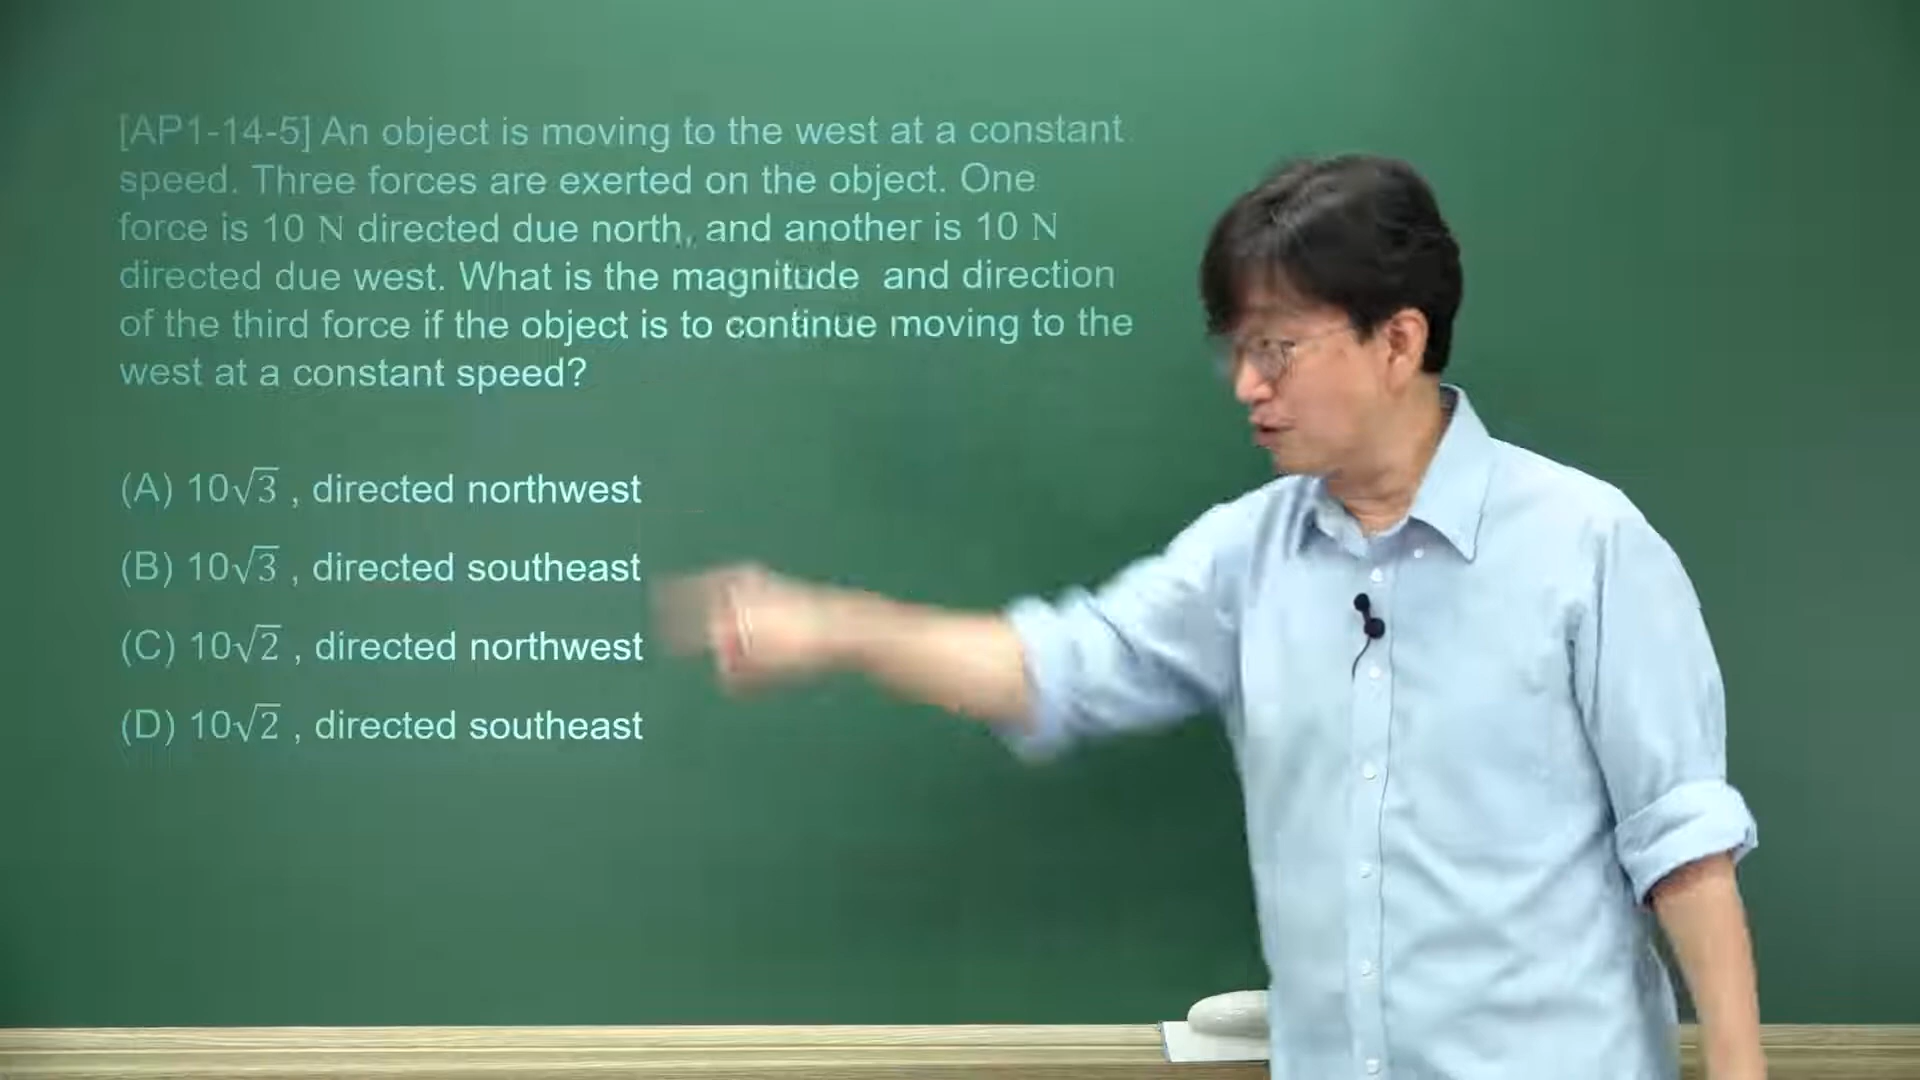 [AP1-14-5] An object is moving to the west at a constant
speed. Three forces are exerted on the object. One
force is 10 N directed due north, and another is 10 N
directed due west. What is the magnitude and direction
of the third force if the object is to continue moving to the
west at a constant speed?
(A) 10√3 , directed northwest
(B) 10√3 , directed southeast
(C) 10√2 , directed northwest
(D) 10√2 , directed southeast